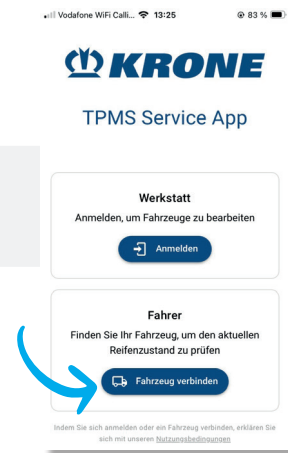 Vodafone WiFi Calli... 13:25 83 %
KRONE
TPMS Service App
Werkstatt
Anmelden, um Fahrzeuge zu bearbeiten
Anmelden
Fahrer
Finden Sie Ihr Fahrzeug, um den aktuellen
Reifenzustand zu prüfen
Fahrzeug verbinden
Indem Sie sich anmelden oder ein Fahrzeug verbinden, erklären Sie
sich mit unseren Nutzungsbedingungen